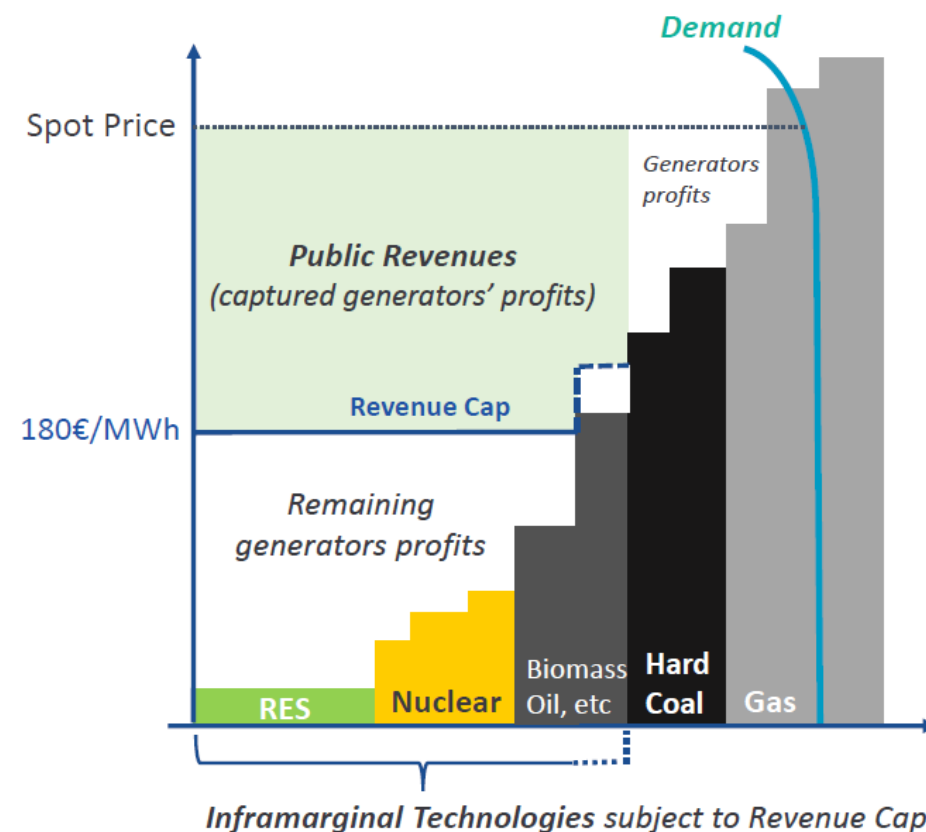 Demand
Spot Price
Generators
profits
Public Revenues
(captured generators' profits)
Revenue Cap
180€/MWh
Remaining
generators profits
Biomass
Oil, etc
Hard
Coal
RES
Nuclear
Gas
Inframarginal Technologies subject to Revenue Cap